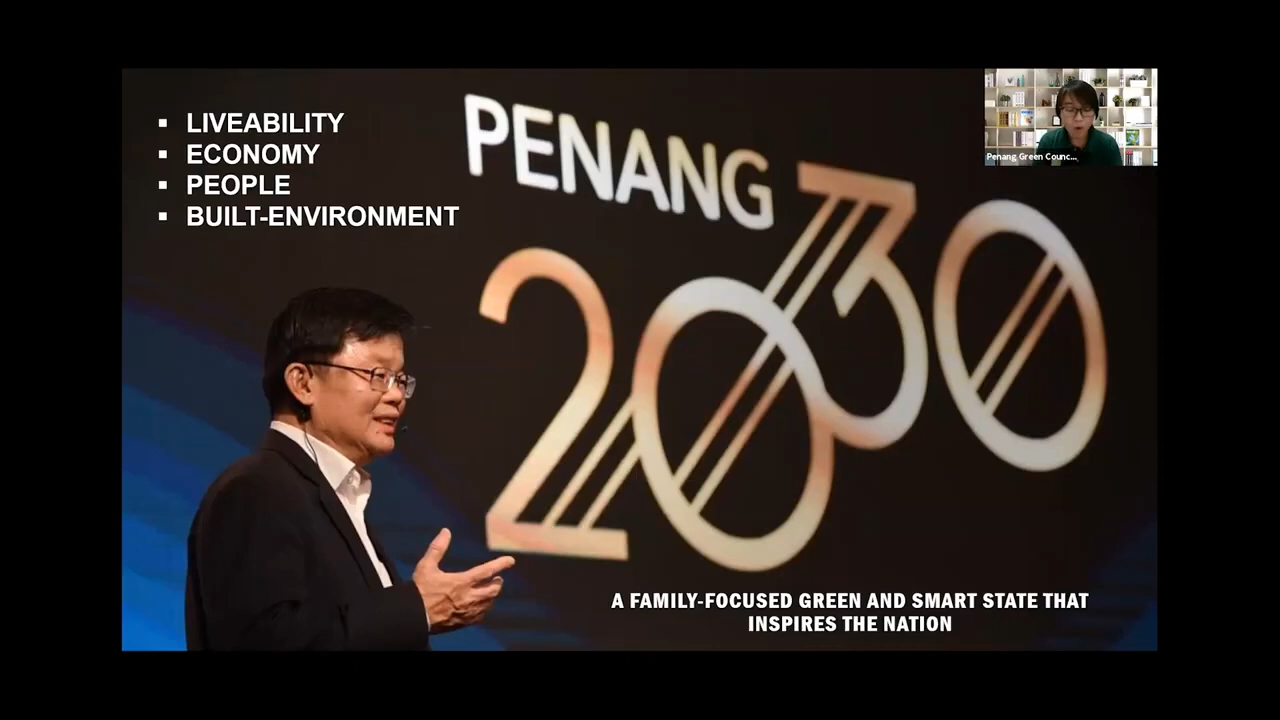 ▪ LIVEABILITY
▪ ECONOMY
▪ PEOPLE
▪ BUILT-ENVIRONMENT
PENANG
2030
Penang Green Counc...
A FAMILY-FOCUSED GREEN AND SMART STATE THAT
INSPIRES THE NATION